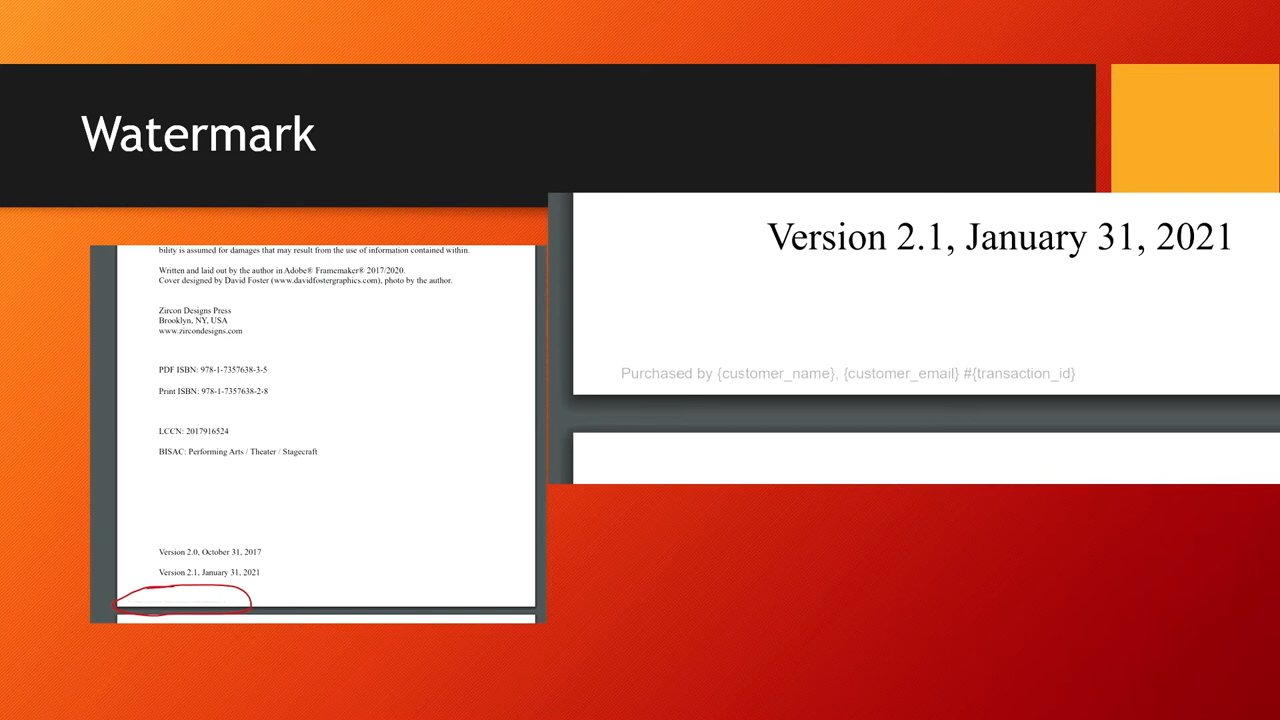 Watermark
bility is assumed for damages that may result from the use of information contained within.
Written and laid out by the author in Adobe® Framemaker® 2017/2020.
Cover designed by David Foster (www.davidfostergraphics.com), photo by the author.
Zircon Designs Press
Brooklyn, NY, USA
www.zircondesigns.com
PDF ISBN: 978-1-7357638-3-5
Print ISBN: 978-1-7357638-2-8
LCCN: 2017916524
BISAC: Performing Arts / Theater / Stagecraft
Version 2.0, October 31, 2017
Version 2.1, January 31, 2021
Version 2.1, January 31, 2021
Purchased by {customer_name}, {customer_email} #{transaction_id}